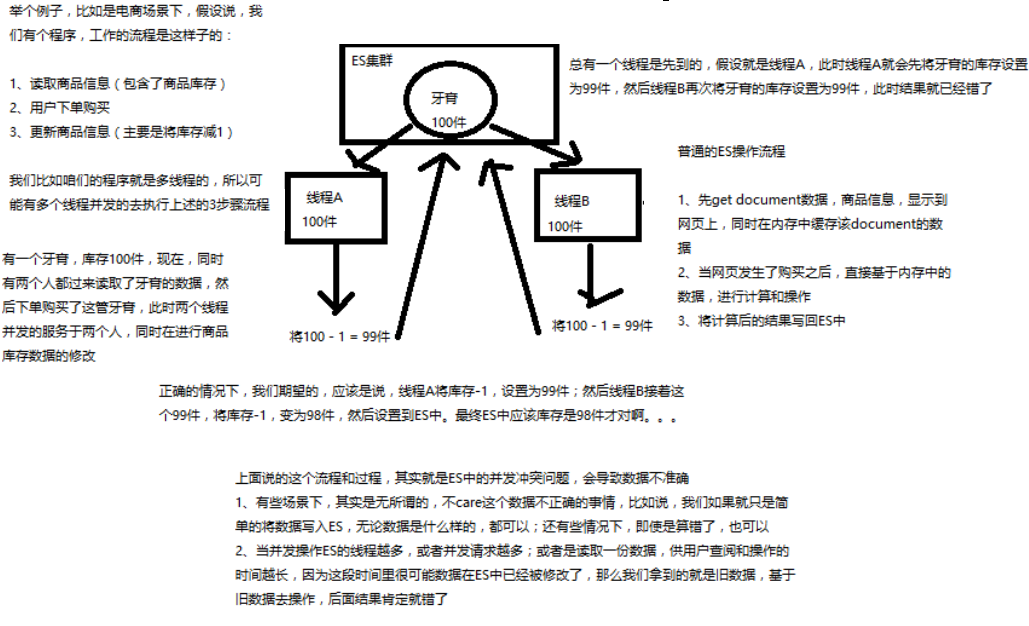 举个例子，比如是电商场景下，假设说，我
们有个程序，工作的流程是这样子的：
1、读取商品信息（包含了商品库存）
2、用户下单购买
3、更新商品信息（主要是将库存减1）
我们比如咱们的程序就是多线程的，所以可
能有多个线程并发的去执行上述的3步骤流程
有一个牙膏，库存100件，现在，同时
有两个人都过来读取了牙膏的数据，然
后下单购买了这管牙膏，此时两个线程
并发的服务于两个人，同时在进行商品
库存数据的修改
ES集群
牙膏
100件
线程A
100件
线程B
100件
将100 - 1 = 99件
将100 - 1 = 99件
总有一个线程是先到的，假设就是线程A，此时线程A就会先将牙膏的库存设置
为99件，然后线程B再次将牙膏的库存设置为99件，此时结果就已经错了
普通的ES操作流程
1、先get document数据，商品信息，显示到
网页上，同时在内存中缓存该document的数
据
2、当网页发生了购买之后，直接基于内存中的
数据，进行计算和操作
3、将计算后的结果写回ES中
正确的情况下，我们期望的，应该是说，线程A将库存-1，设置为99件；然后线程B接着这
个99件，将库存-1，变为98件，然后设置到ES中。最终ES中应该库存是98件才对啊。。。
上面说的这个流程和过程，其实就是ES中的并发冲突问题，会导致数据不准确
1、有些场景下，其实是无所谓的，不care这个数据不正确的事情，比如说，我们如果就只是简
单的将数据写入ES，无论数据是什么样的，都可以；还有些情况下，即使是算错了，也可以
2、当并发操作ES的线程越多，或者并发请求越多；或者是读取一份数据，供用户查阅和操作的
时间越长，因为这段时间里很可能数据在ES中已经被修改了，那么我们拿到的就是旧数据，基于
旧数据去操作，后面结果肯定就错了